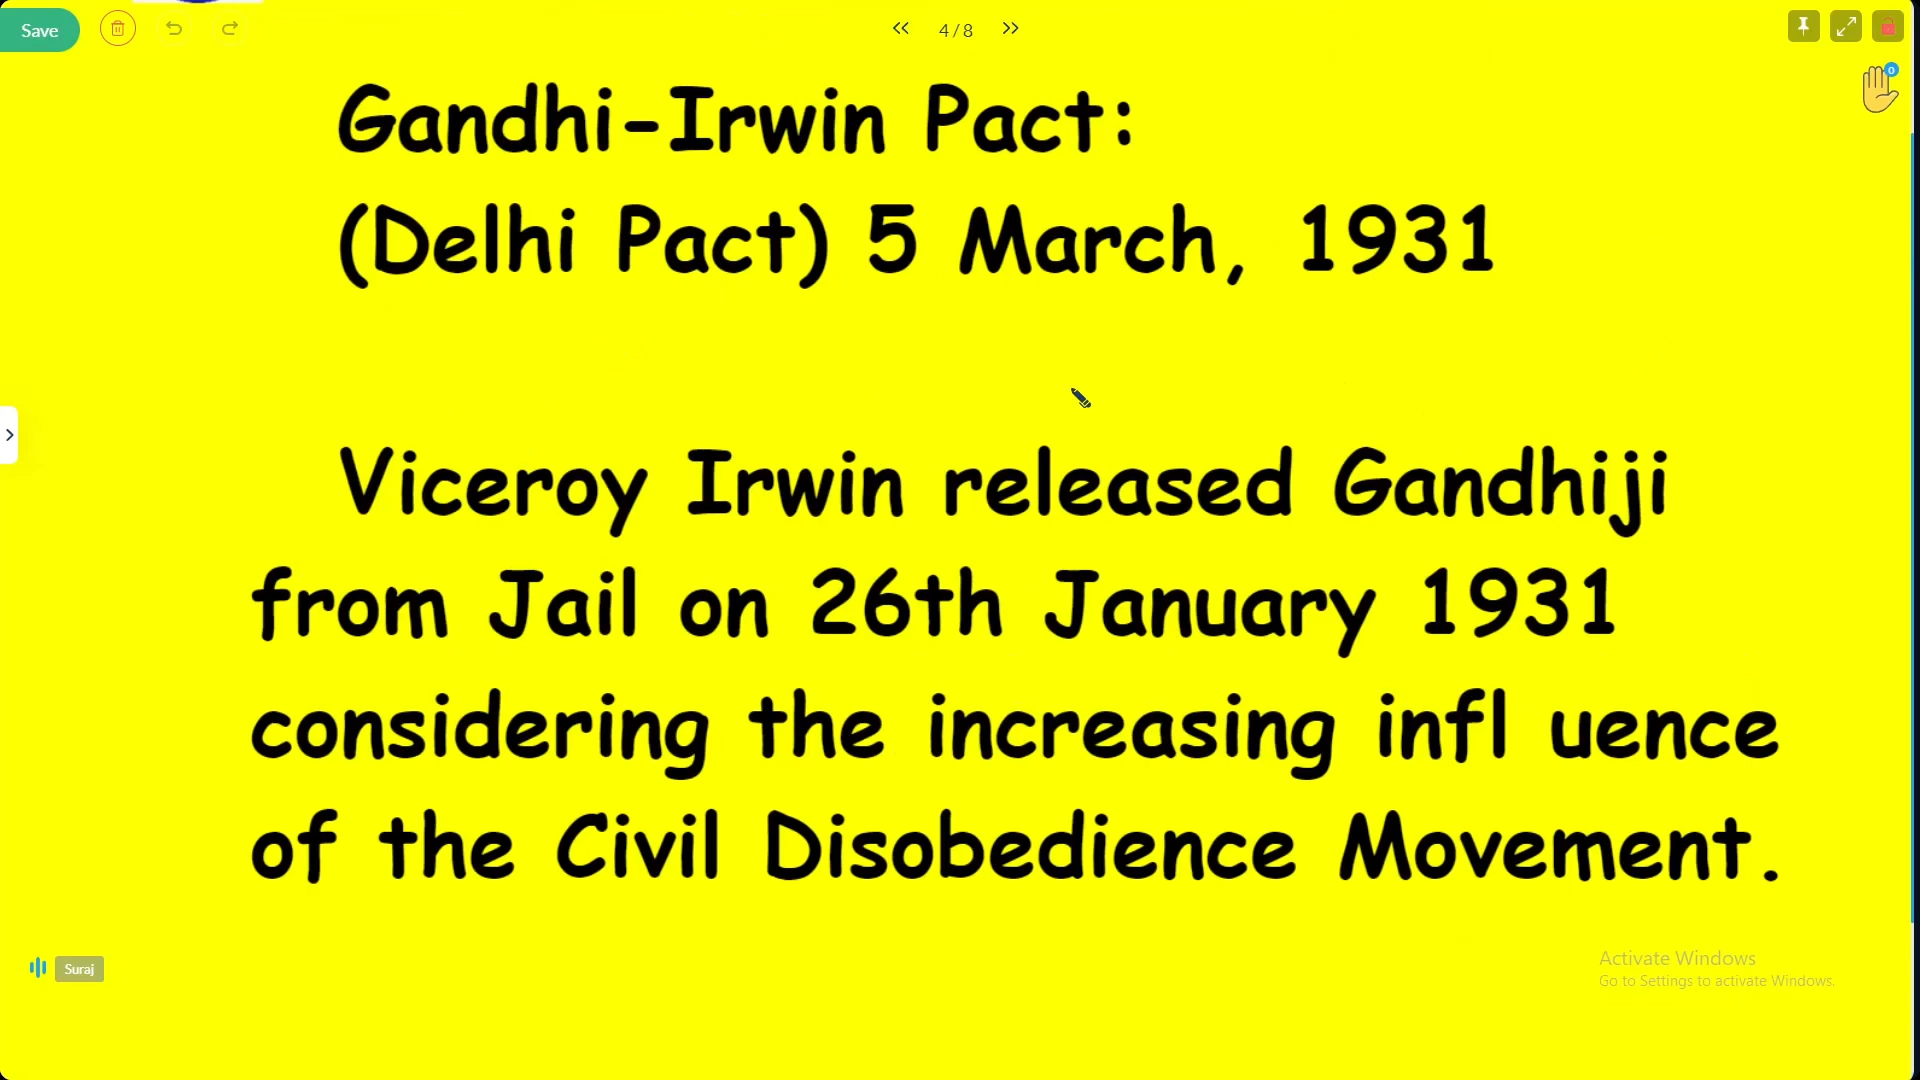 Save
4 / 8
0
Gandhi-Irwin Pact:
(Delhi Pact) 5 March, 1931
Viceroy Irwin released Gandhiji
from Jail on 26th January 1931
considering the increasing infl uence
of the Civil Disobedience Movement.
Suraj
Activate Windows
Go to Settings to activate Windows.